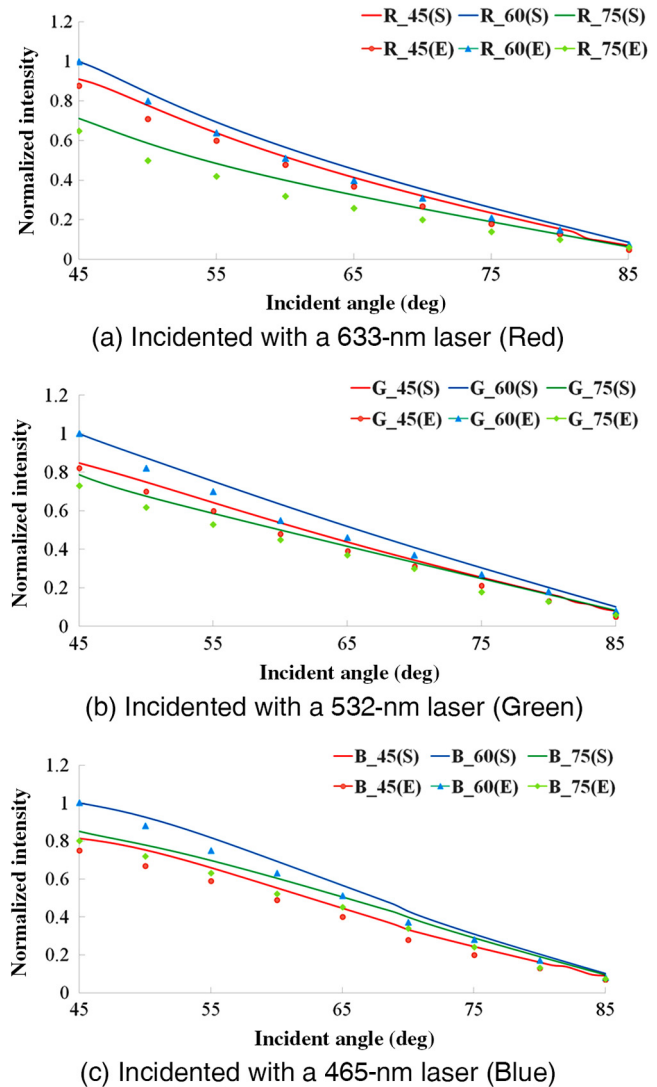 R_45(S) R_60(S) R_75(S)
R_45(E) R_60(E) R_75(E)
1.2
1
0.8
0.6
0.4
0.2
0
Normalized intensity
45 55 65 75 85
Incident angle (deg)
(a) Incidented with a 633-nm laser (Red)
G_45(S) G_60(S) G_75(S)
G_45(E) G_60(E) G_75(E)
1.2
1
0.8
0.6
0.4
0.2
0
Normalized intensity
45 55 65 75 85
Incident angle (deg)
(b) Incidented with a 532-nm laser (Green)
B_45(S) B_60(S) B_75(S)
B_45(E) B_60(E) B_75(E)
1.2
1
0.8
0.6
0.4
0.2
0
Normalized intensity
45 55 65 75 85
Incident angle (deg)
(c) Incidented with a 465-nm laser (Blue)